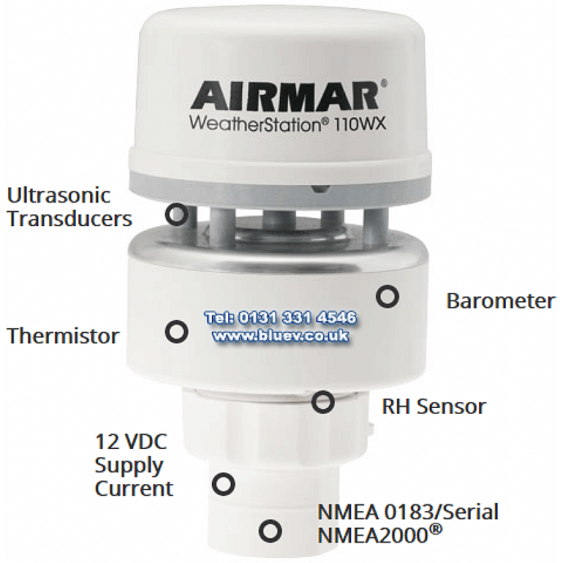 AIRMAR®
WeatherStation® 110WX
Ultrasonic
Transducers
Tel: 0131 331 4546
www.bluev.co.uk
Barometer
Thermistor
RH Sensor
12 VDC
Supply
Current
NMEA 0183/Serial
NMEA2000®